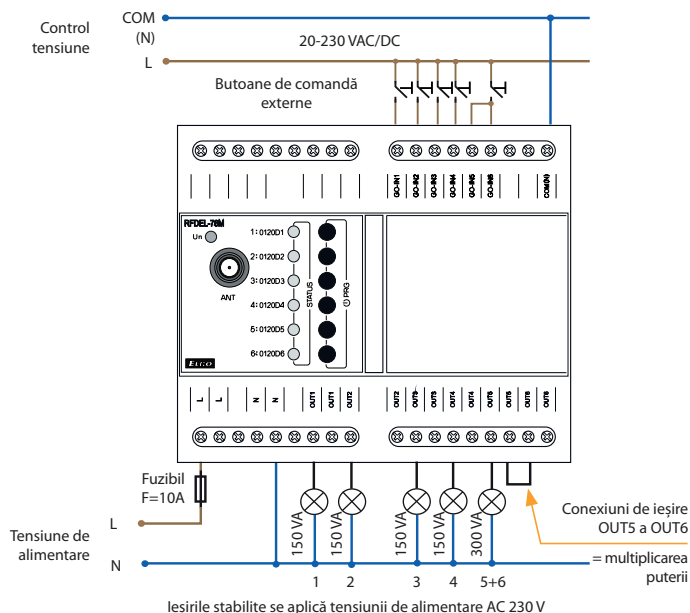 Control
tensiune
COM
(N)
L
20-230 VAC/DC
Butoane de comandă
externe
GO-IN1
GO-IN2
GO-IN3
GO-IN4
GO-IN5
GO-IN6
COM(N)
RFDEL-76M
Un
ANT
1: 0120D1
2: 0120D2
3: 0120D3
4: 0120D4
5: 0120D5
6: 0120D6
STATUS
PRG
ELKO
L
L
N
N
OUT1
OUT1
OUT2
OUT2
OUT3
OUT3
OUT4
OUT4
OUT5
OUT5
OUT6
OUT6
Fuzibil
F=10A
150 VA
150 VA
150 VA
150 VA
300 VA
Conexiuni de ieșire
OUT5 a OUT6
Tensiune de
alimentare
L
N
= multiplicarea
puterii
1
2
3
4
5+6
Ieșirile stabilite se aplică tensiunii de alimentare AC 230 V